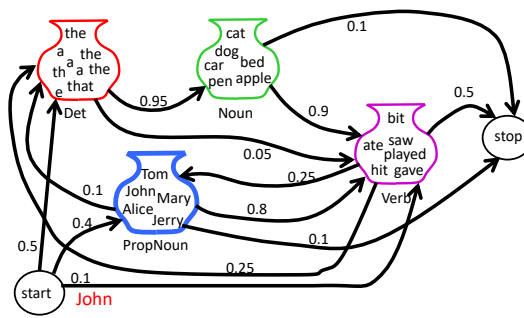 the
a the
th a a the
e that
Det
0.95
cat
dog
car bed
pen apple
Noun
0.1
0.9
bit
ate saw
played
hit gave
Verb
0.5
stop
0.05
0.25
Tom
John
Mary
Alice
Jerry
PropNoun
0.1
0.4
0.8
0.1
0.5
0.25
0.1
start
John